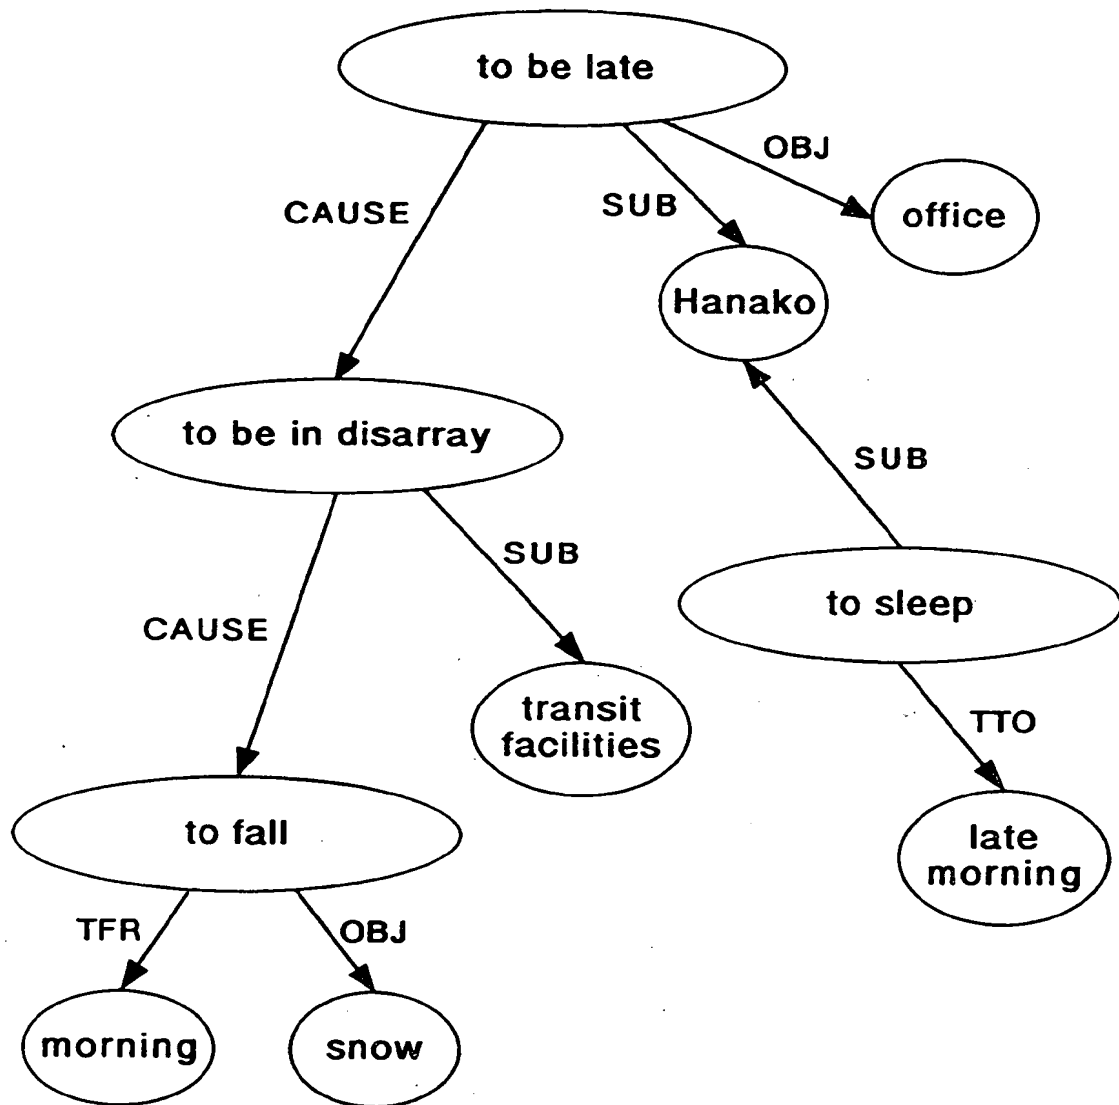 to be late
OBJ
CAUSE
SUB
office
Hanako
to be in disarray
SUB
SUB
to sleep
CAUSE
transit
facilities
TTO
to fall
late
morning
TFR
OBJ
morning
snow